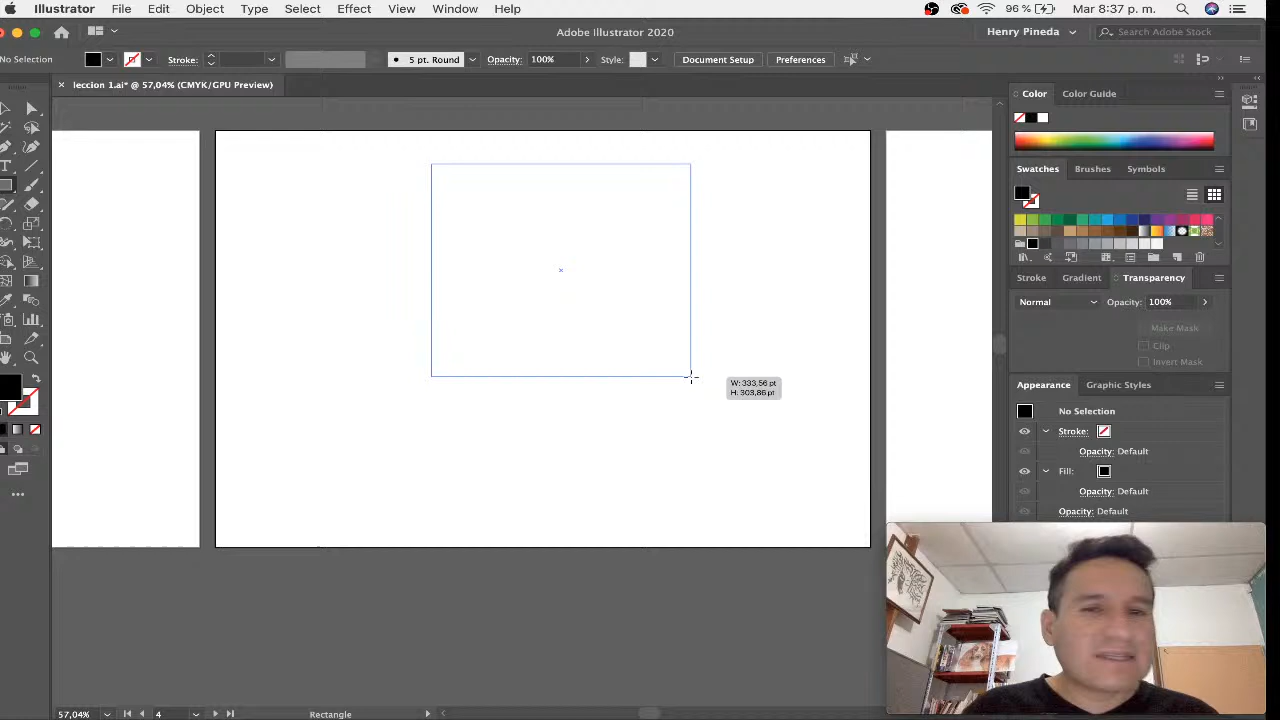 Illustrator File Edit Object Type Select Effect View Window Help 96 % Mar 8:37 p. m.
Adobe Illustrator 2020 Henry Pineda Search Adobe Stock
No Selection Stroke: 5 pt. Round Opacity: 100% Style: Document Setup Preferences
× leccion 1.ai* @ 57,04% (CMYK/GPU Preview)
Color Color Guide
Swatches Brushes Symbols
Stroke Gradient Transparency
Normal Opacity: 100%
Make Mask
Clip
Invert Mask
W: 333,56 pt
H: 303,86 pt
Appearance Graphic Styles
No Selection
Stroke:
Opacity: Default
Fill:
Opacity: Default
Opacity: Default
57,04% 4 Rectangle